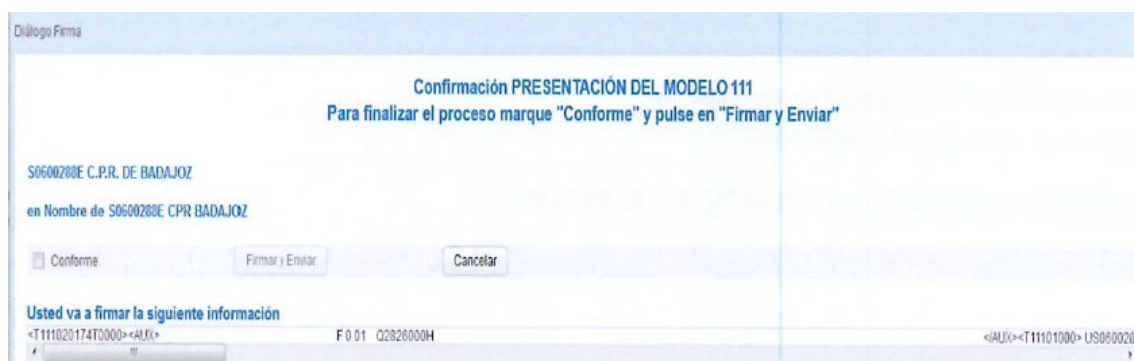 Diálogo Firma
Confirmación PRESENTACIÓN DEL MODELO 111
Para finalizar el proceso marque "Conforme" y pulse en "Firmar y Enviar"
S0600288E C.P.R. DE BADAJOZ
en Nombre de S0600288E CPR BADAJOZ
Conforme Firmar y Enviar Cancelar
Usted va a firmar la siguiente información
<T111020174T0000><AUX> F 0.01 Q2826000H </AUX><T11101000> US060028